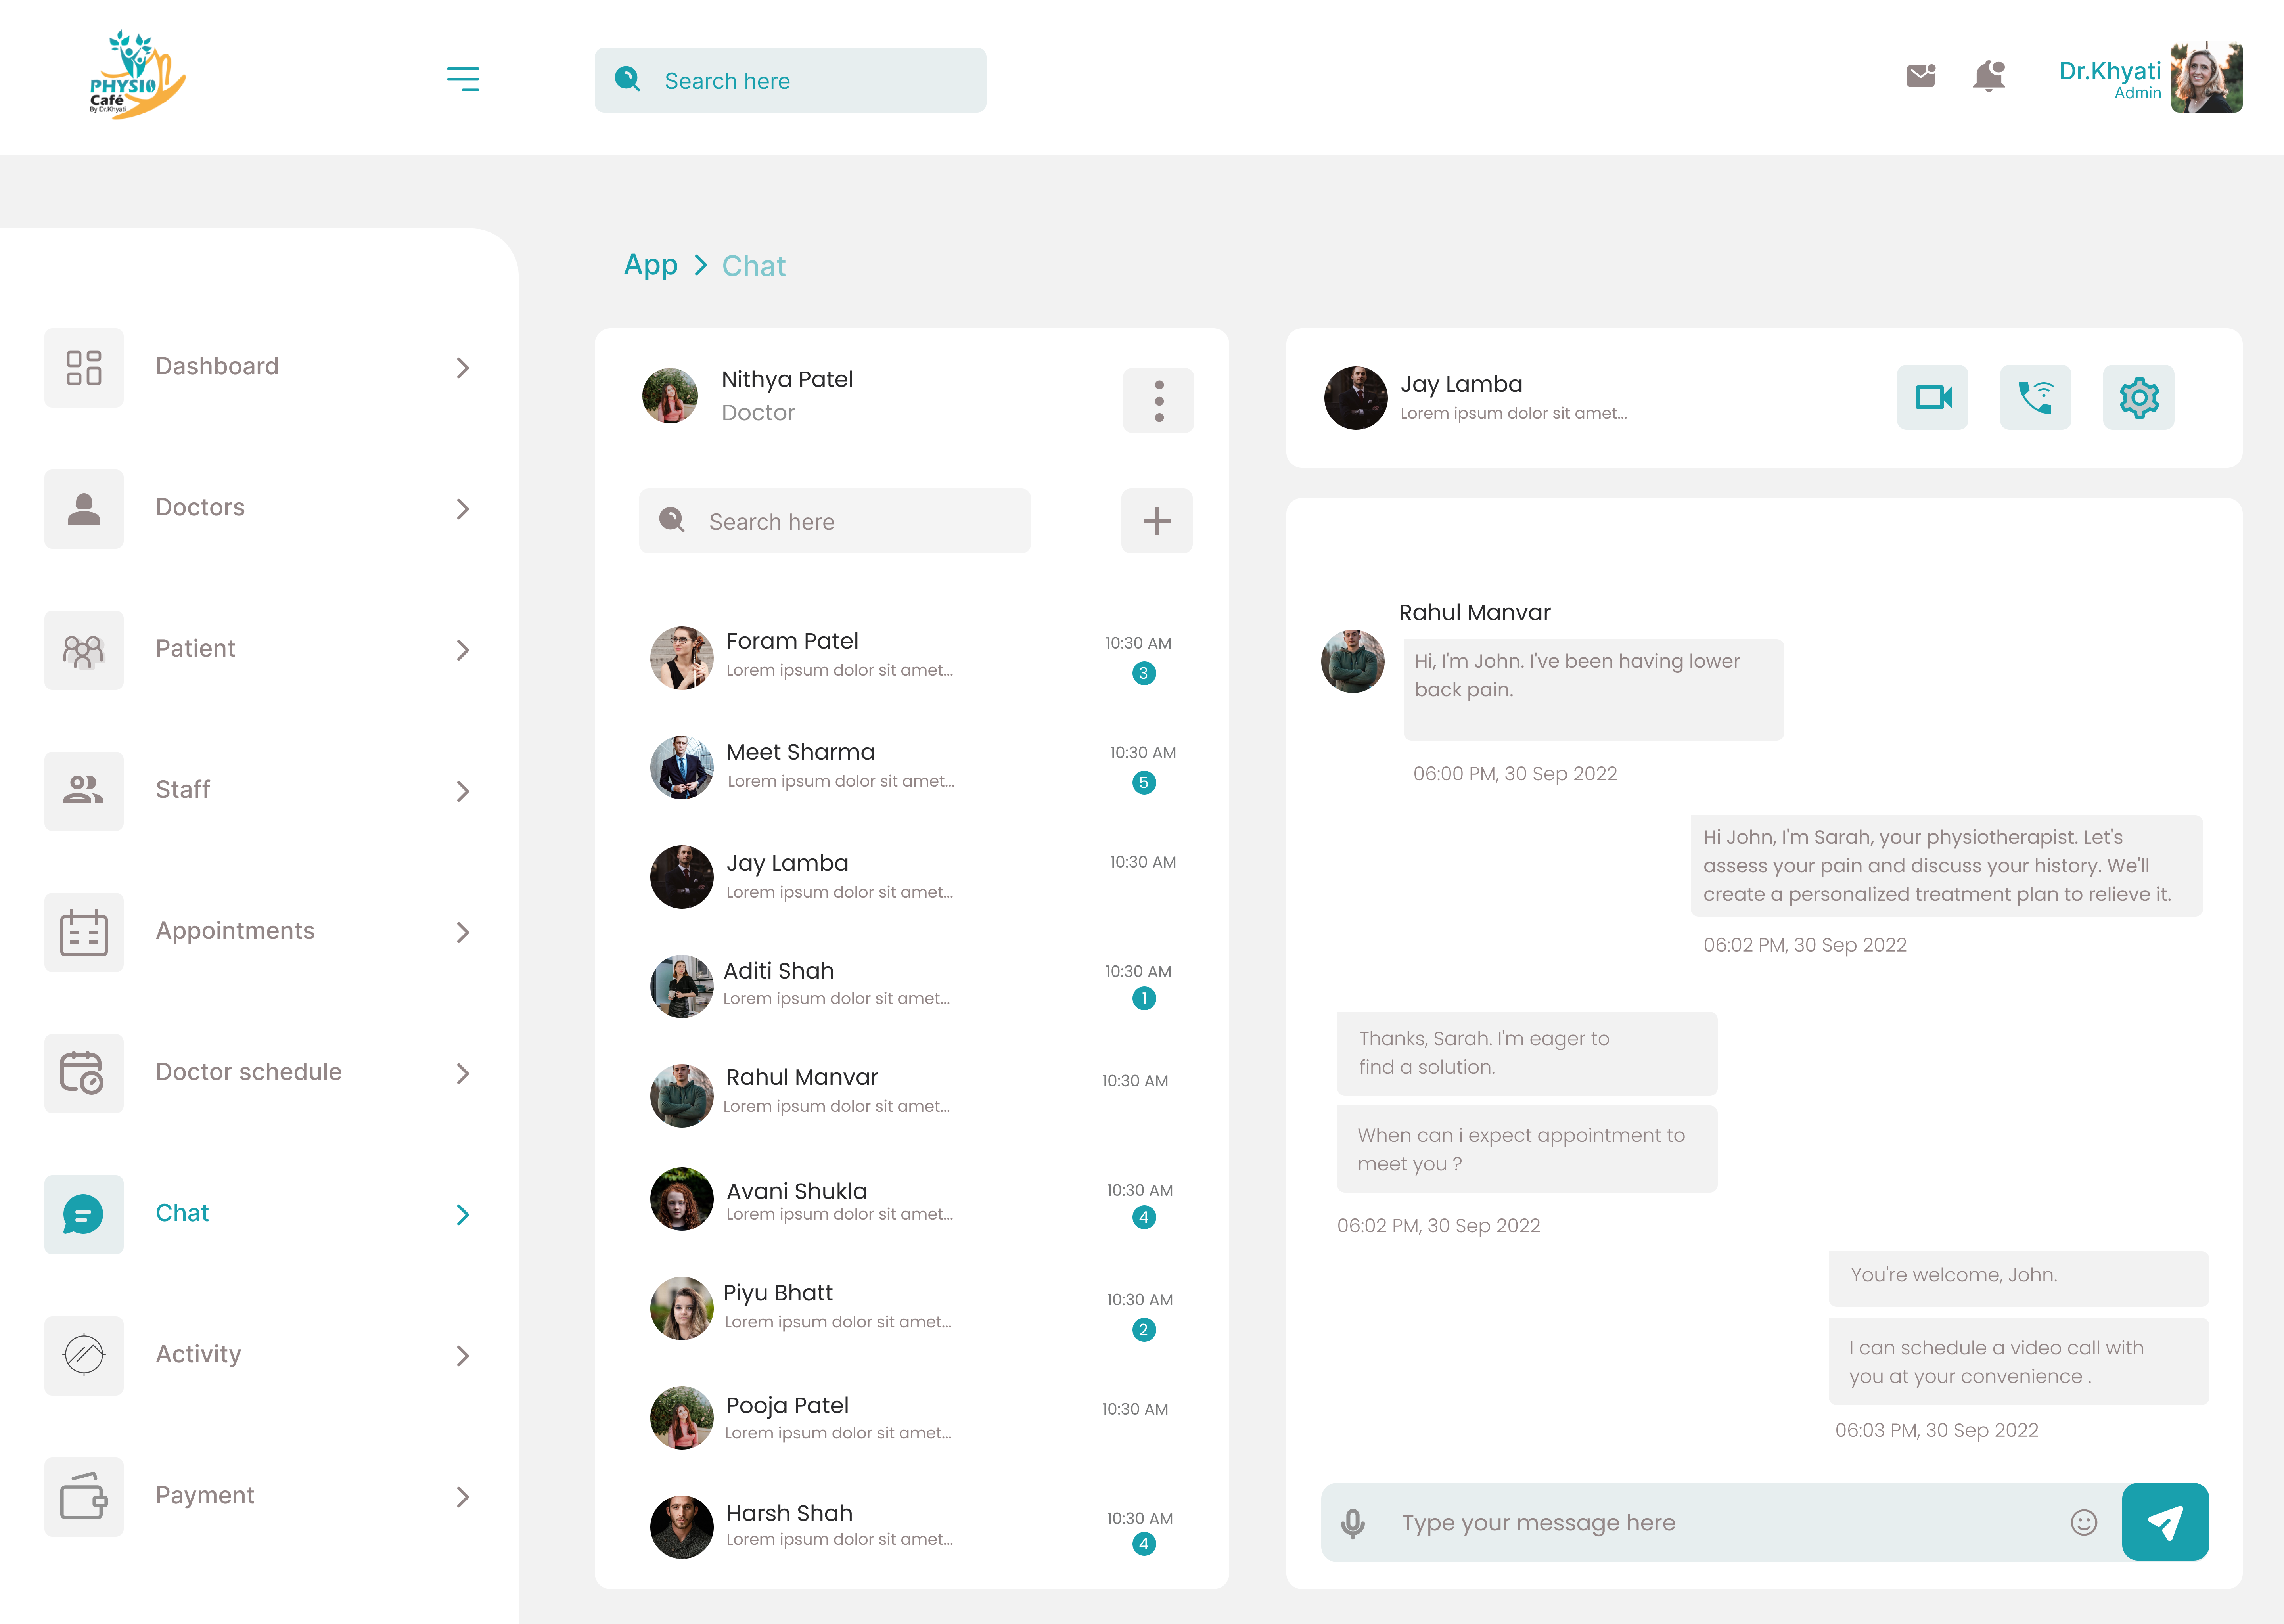 PHYSIO
Café
By Dr.Khyati
Search here
Dr.Khyati
Admin
App > Chat
Dashboard
Doctors
Patient
Staff
Appointments
Doctor schedule
Chat
Activity
Payment
Nithya Patel
Doctor
Search here
Foram Patel
10:30 AM
Lorem ipsum dolor sit amet...
3
Meet Sharma
10:30 AM
Lorem ipsum dolor sit amet...
5
Jay Lamba
10:30 AM
Lorem ipsum dolor sit amet...
Aditi Shah
10:30 AM
Lorem ipsum dolor sit amet...
1
Rahul Manvar
10:30 AM
Lorem ipsum dolor sit amet...
Avani Shukla
10:30 AM
Lorem ipsum dolor sit amet...
4
Piyu Bhatt
10:30 AM
Lorem ipsum dolor sit amet...
2
Pooja Patel
10:30 AM
Lorem ipsum dolor sit amet...
Harsh Shah
10:30 AM
Lorem ipsum dolor sit amet...
4
Jay Lamba
Lorem ipsum dolor sit amet...
Rahul Manvar
Hi, I'm John. I've been having lower
back pain.
06:00 PM, 30 Sep 2022
Hi John, I'm Sarah, your physiotherapist. Let's
assess your pain and discuss your history. We'll
create a personalized treatment plan to relieve it.
06:02 PM, 30 Sep 2022
Thanks, Sarah. I'm eager to
find a solution.
When can i expect appointment to
meet you ?
06:02 PM, 30 Sep 2022
You're welcome, John.
I can schedule a video call with
you at your convenience .
06:03 PM, 30 Sep 2022
Type your message here